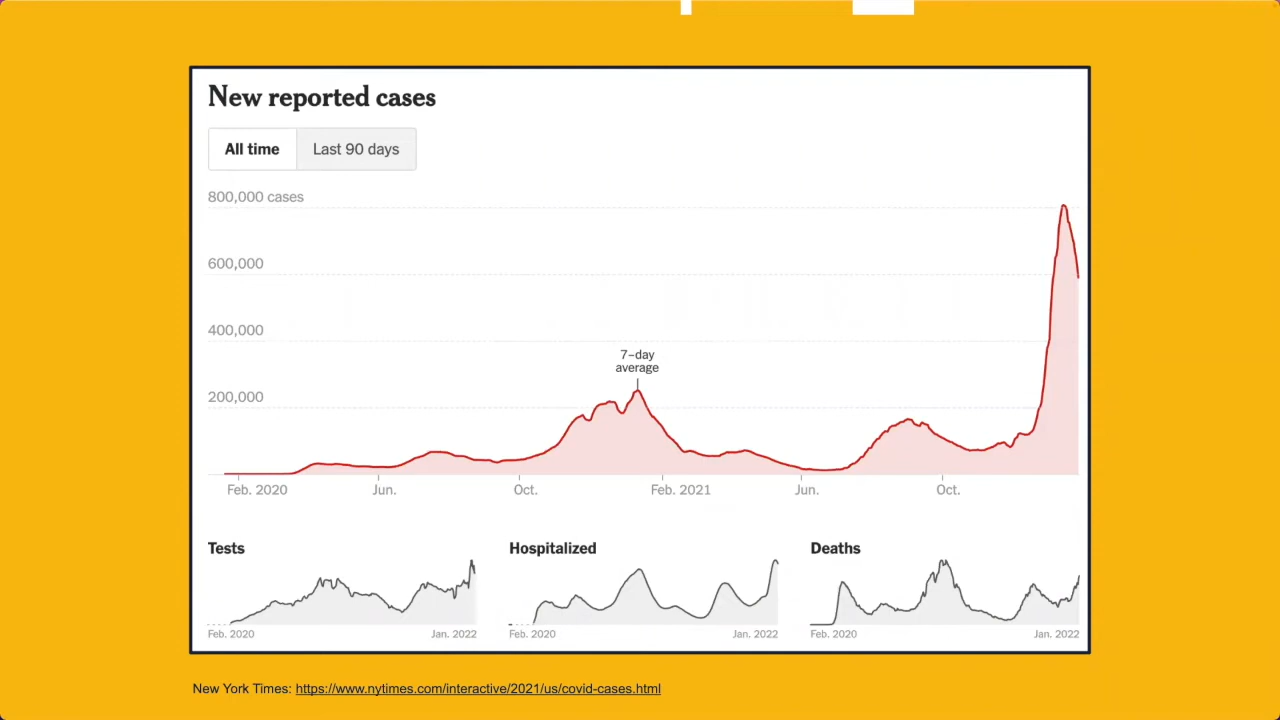 New reported cases
All time
Last 90 days
800,000 cases
600,000
400,000
7–day
average
200,000
Feb. 2020
Jun.
Oct.
Feb. 2021
Jun.
Oct.
Tests
Hospitalized
Deaths
Feb. 2020
Jan. 2022
Feb. 2020
Jan. 2022
Feb. 2020
Jan. 2022
New York Times: https://www.nytimes.com/interactive/2021/us/covid-cases.html